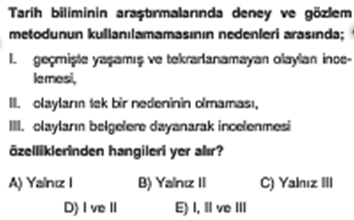 Tarih biliminin araştırmalarında deney ve gözlem
metodunun kullanılamamasının nedenleri arasında;
I. geçmişte yaşamış ve tekrarlanamayan olayları ince-
lemesi,
II. olayların tek bir nedeninin olmaması,
III. olayların belgelere dayanarak incelenmesi
özelliklerinden hangileri yer alır?
A) Yalnız I B) Yalnız II C) Yalnız III
D) I ve II E) I, II ve III